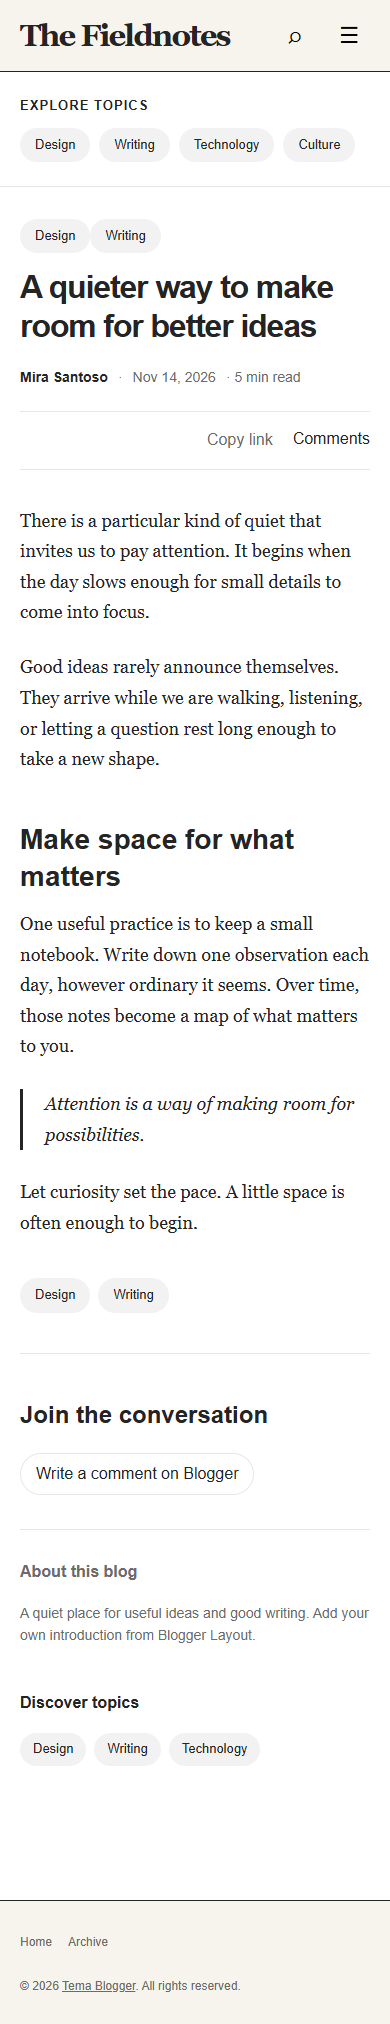 The Fieldnotes ⌕ ☰
EXPLORE TOPICS
Design Writing Technology Culture
Design Writing
A quieter way to make
room for better ideas
Mira Santoso · Nov 14, 2026 · 5 min read
Copy link Comments
There is a particular kind of quiet that
invites us to pay attention. It begins when
the day slows enough for small details to
come into focus.
Good ideas rarely announce themselves.
They arrive while we are walking, listening,
or letting a question rest long enough to
take a new shape.
Make space for what
matters
One useful practice is to keep a small
notebook. Write down one observation each
day, however ordinary it seems. Over time,
those notes become a map of what matters
to you.
Attention is a way of making room for
possibilities.
Let curiosity set the pace. A little space is
often enough to begin.
Design Writing
Join the conversation
Write a comment on Blogger
About this blog
A quiet place for useful ideas and good writing. Add your
own introduction from Blogger Layout.
Discover topics
Design Writing Technology
Home Archive
© 2026 Tema Blogger. All rights reserved.